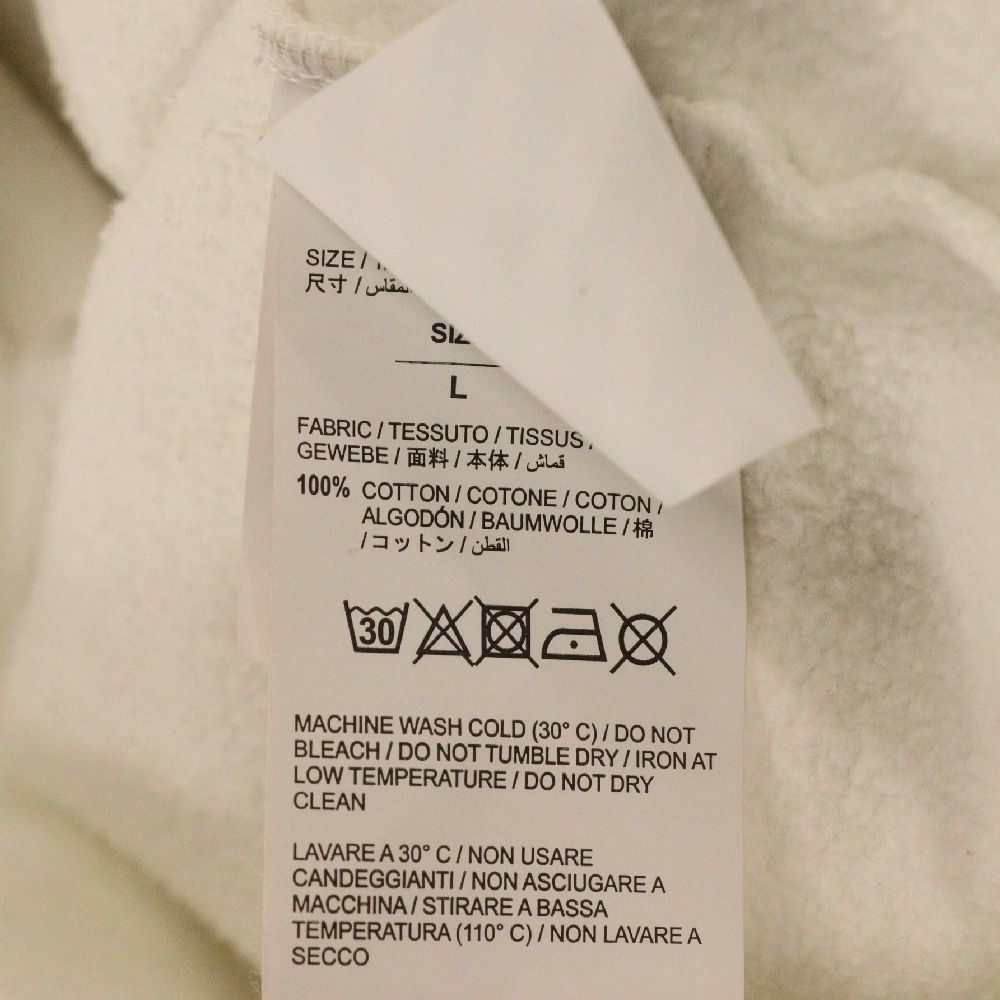 SIZE /
尺寸 / المقاس
L
FABRIC / TESSUTO / TISSUS /
GEWEBE / 面料 / 本体 / قماش
100% COTTON / COTONE / COTON /
ALGODÓN / BAUMWOLLE / 棉
/ コットン / القطن
30
MACHINE WASH COLD (30° C) / DO NOT
BLEACH / DO NOT TUMBLE DRY / IRON AT
LOW TEMPERATURE / DO NOT DRY
CLEAN
LAVARE A 30° C / NON USARE
CANDEGGIANTI / NON ASCIUGARE A
MACCHINA / STIRARE A BASSA
TEMPERATURA (110° C) / NON LAVARE A
SECCO